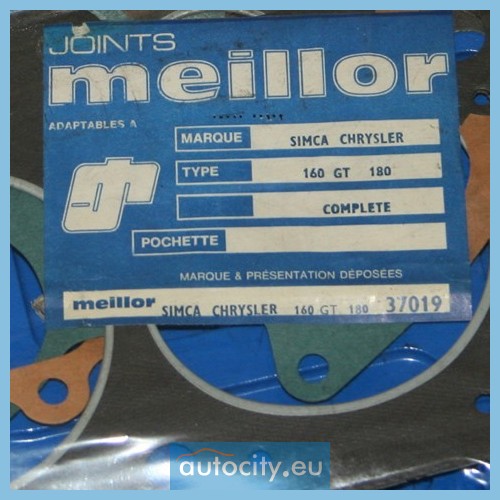 JOINTS
meillor
ADAPTABLES A
MARQUE SIMCA CHRYSLER
TYPE 160 GT 180
COMPLETE
POCHETTE
MARQUE & PRÉSENTATION DÉPOSÉES
meillor SIMCA CHRYSLER 160 GT 180 37019
autocity.eu